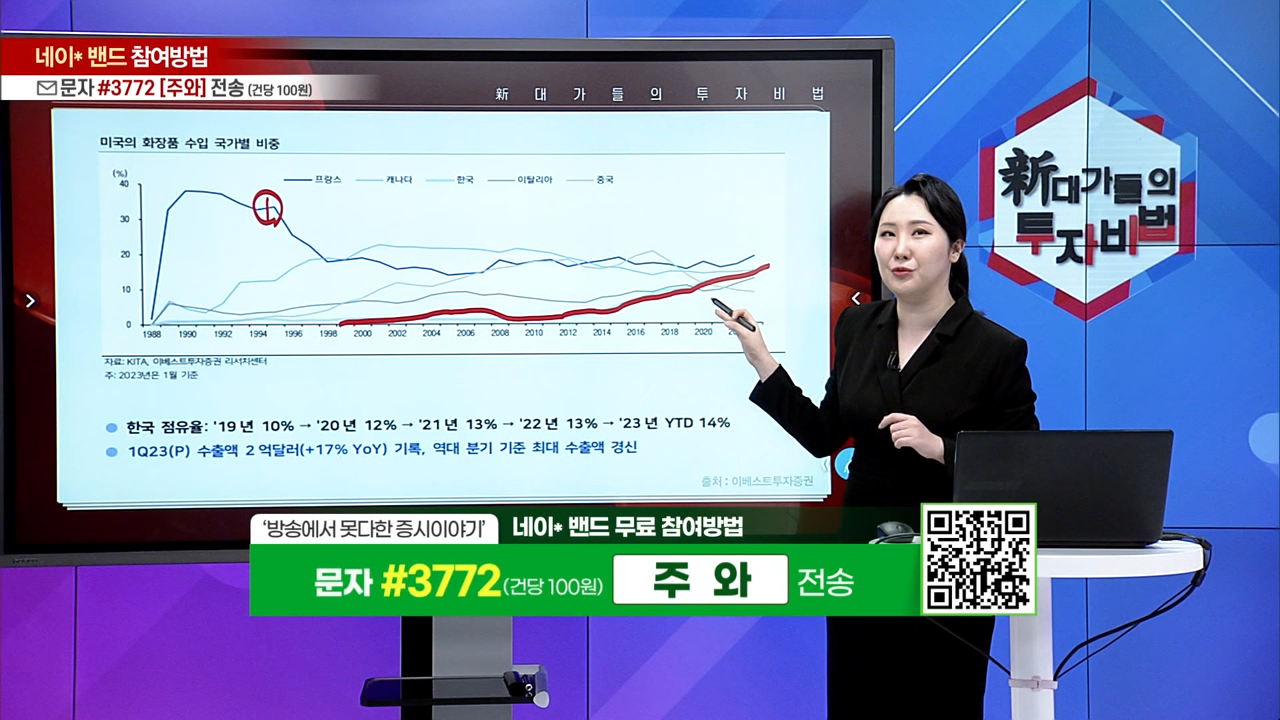 네이* 밴드 참여방법
문자 #3772 [주와] 전송 (건당 100원)
新 대 가 들 의 투 자 비 법
미국의 화장품 수입 국가별 비중
(%)
프랑스 캐나다 한국 이탈리아 중국
40
30
20
10
0
1988 1990 1992 1994 1996 1998 2000 2002 2004 2006 2008 2010 2012 2014 2016 2018 2020
자료: KITA, 이베스트투자증권 리서치센터
주: 2023년은 1월 기준
한국 점유율: '19년 10% → '20년 12% → '21년 13% → '22년 13% → '23년 YTD 14%
1Q23(P) 수출액 2억달러(+17% YoY) 기록, 역대 분기 기준 최대 수출액 경신
출처 : 이베스트투자증권
新대가들의
투자비법
'방송에서 못다한 증시이야기' 네이* 밴드 무료 참여방법
문자 #3772 (건당 100원) 주 와 전송